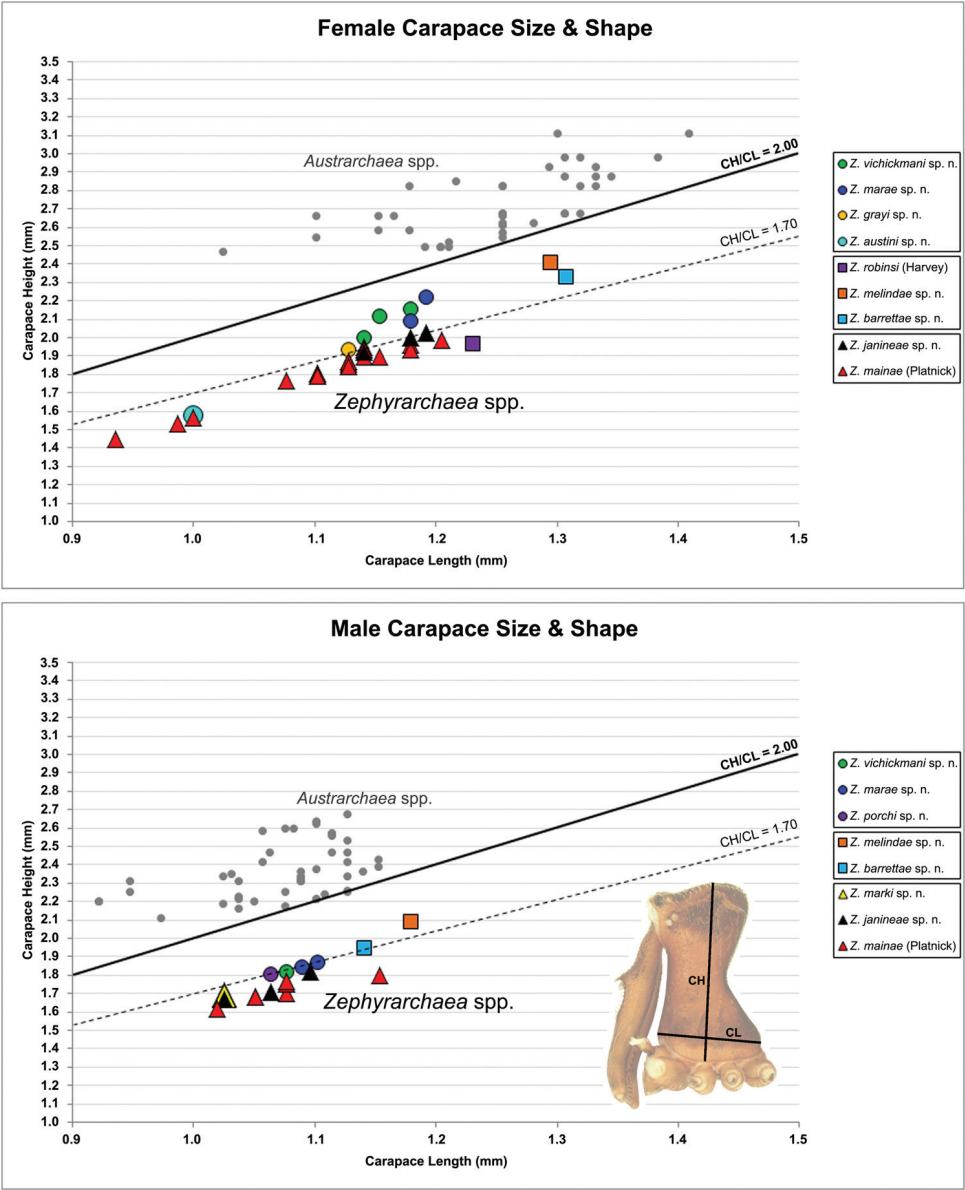 Female Carapace Size & Shape
Carapace Height (mm)
3.5
3.4
3.3
3.2
3.1
3.0
2.9
2.8
2.7
2.6
2.5
2.4
2.3
2.2
2.1
2.0
1.9
1.8
1.7
1.6
1.5
1.4
1.3
1.2
1.1
1.0
Austrarchaea spp.
CH/CL = 2.00
CH/CL = 1.70
Zephyrarchaea spp.
0.9 1.0 1.1 1.2 1.3 1.4 1.5
Carapace Length (mm)
Z. vichickmani sp. n.
Z. marae sp. n.
Z. grayi sp. n.
Z. austini sp. n.
Z. robinsi (Harvey)
Z. melindae sp. n.
Z. barrettae sp. n.
Z. janineae sp. n.
Z. mainae (Platnick)
Male Carapace Size & Shape
Carapace Height (mm)
3.5
3.4
3.3
3.2
3.1
3.0
2.9
2.8
2.7
2.6
2.5
2.4
2.3
2.2
2.1
2.0
1.9
1.8
1.7
1.6
1.5
1.4
1.3
1.2
1.1
1.0
Austrarchaea spp.
CH/CL = 2.00
CH/CL = 1.70
Zephyrarchaea spp.
CH
CL
0.9 1.0 1.1 1.2 1.3 1.4 1.5
Carapace Length (mm)
Z. vichickmani sp. n.
Z. marae sp. n.
Z. porchi sp. n.
Z. melindae sp. n.
Z. barrettae sp. n.
Z. marki sp. n.
Z. janineae sp. n.
Z. mainae (Platnick)